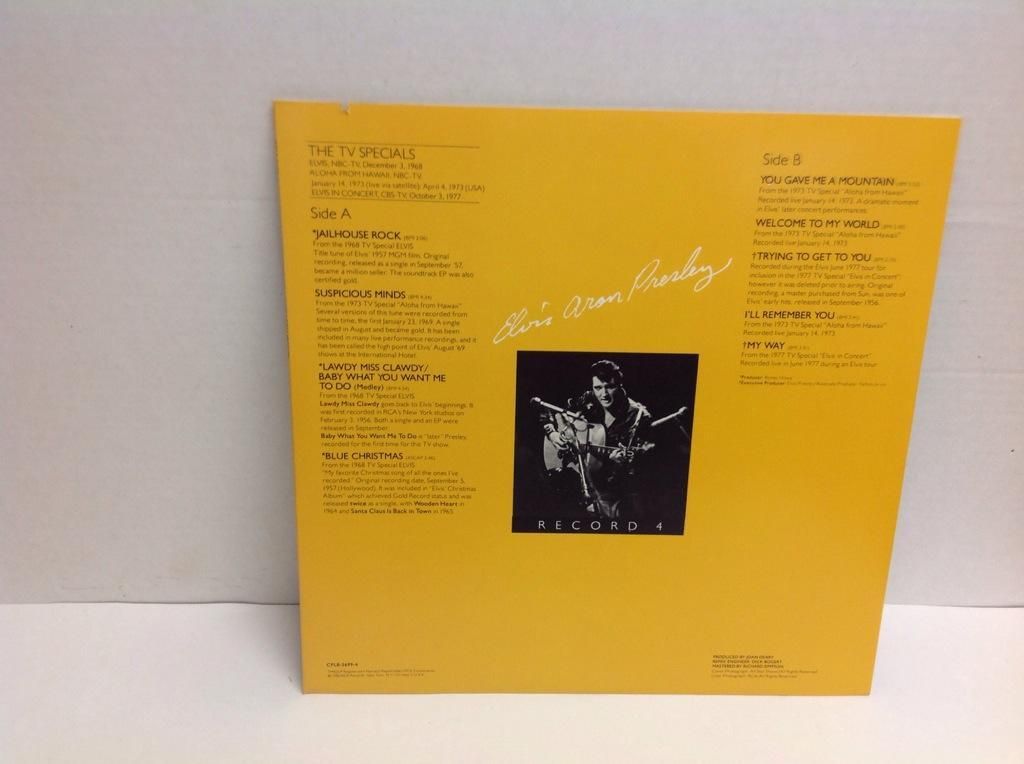 THE TV SPECIALS
ELVIS, NBC-TV, December 3, 1968
ALOHA FROM HAWAII, NBC-TV,
January 14, 1973 (live via satellite); April 4, 1973 (USA)
ELVIS IN CONCERT, CBS-TV, October 3, 1977
Side A
*JAILHOUSE ROCK
From the 1968 TV Special ELVIS
Title tune of Elvis' 1957 MGM film. Original
recording, released as a single in September '57,
became a million seller. The soundtrack EP was also
certified gold.
SUSPICIOUS MINDS
From the 1973 TV Special "Aloha from Hawaii"
Several versions of this tune were recorded from
time to time, the first January 23, 1969. A single
shipped in August and became gold. It has been
included in many live performance recordings, and it
has been called the high point of Elvis' August '69
shows at the International Hotel.
*LAWDY MISS CLAWDY/
BABY WHAT YOU WANT ME
TO DO (Medley)
From the 1968 TV Special ELVIS
Lawdy Miss Clawdy goes back to Elvis' beginnings. It
was first recorded in RCA's New York studios on
February 3, 1956. Both a single and an EP were
released in September.
Baby What You Want Me To Do is "later" Presley,
recorded for the first time for this TV show.
*BLUE CHRISTMAS
From the 1968 TV Special ELVIS
"My favorite Christmas song of all the ones I've
recorded." Original recording date, September 5,
1957 (Hollywood). It was included in "Elvis' Christmas
Album" which achieved Gold Record status and was
released twice as a single, with Wooden Heart in
1964 and Santa Claus Is Back in Town in 1965.
Elvis Aron Presley
RECORD 4
Side B
YOU GAVE ME A MOUNTAIN
From the 1973 TV Special "Aloha from Hawaii"
Recorded live January 14, 1973. A dramatic moment
in Elvis' later concert performances.
WELCOME TO MY WORLD
From the 1973 TV Special "Aloha from Hawaii"
Recorded live January 14, 1973
†TRYING TO GET TO YOU
Recorded during the Elvis June 1977 tour for
inclusion in the 1977 TV Special "Elvis in Concert";
however it was deleted prior to airing. Original
recording, a master purchased from Sun, was one of
Elvis' early hits, released in September 1956.
I'LL REMEMBER YOU
From the 1973 TV Special "Aloha from Hawaii"
Recorded live January 14, 1973
†MY WAY
From the 1977 TV Special "Elvis in Concert"
Recorded live in June 1977 during an Elvis tour
CPL8-3699-4
PRODUCED BY JOAN DEARY
REMIX ENGINEER: DICK BOGERT
MASTERED BY RICHARD SIMPSON